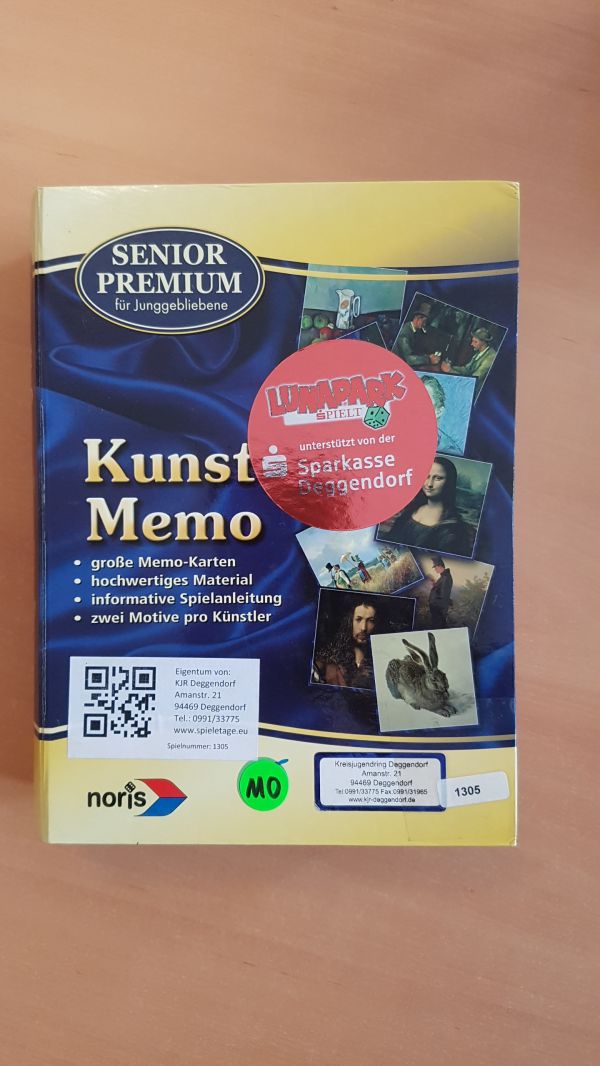 SENIOR
PREMIUM
für Junggebliebene
LUNAPARK
SPIELT
unterstützt von der
Sparkasse
Deggendorf
Kunst
Memo
• große Memo-Karten
• hochwertiges Material
• informative Spielanleitung
• zwei Motive pro Künstler
Eigentum von:
KJR Deggendorf
Amanstr. 21
94469 Deggendorf
Tel.: 0991/33775
www.spieletage.eu
Spielnummer: 1305
noris
MO
Kreisjugendring Deggendorf
Amanstr. 21
94469 Deggendorf
Tel:0991/33775 Fax:0991/31965
www.kjr-deggendorf.de
1305